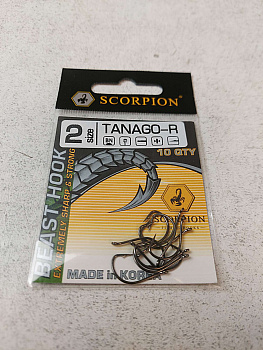 SCORPION
2
size
TANAGO-R
10 QTY
BEAST HOOK
EXTREMELY SHARP & STRONG
SCORPION
MADE in KOREA